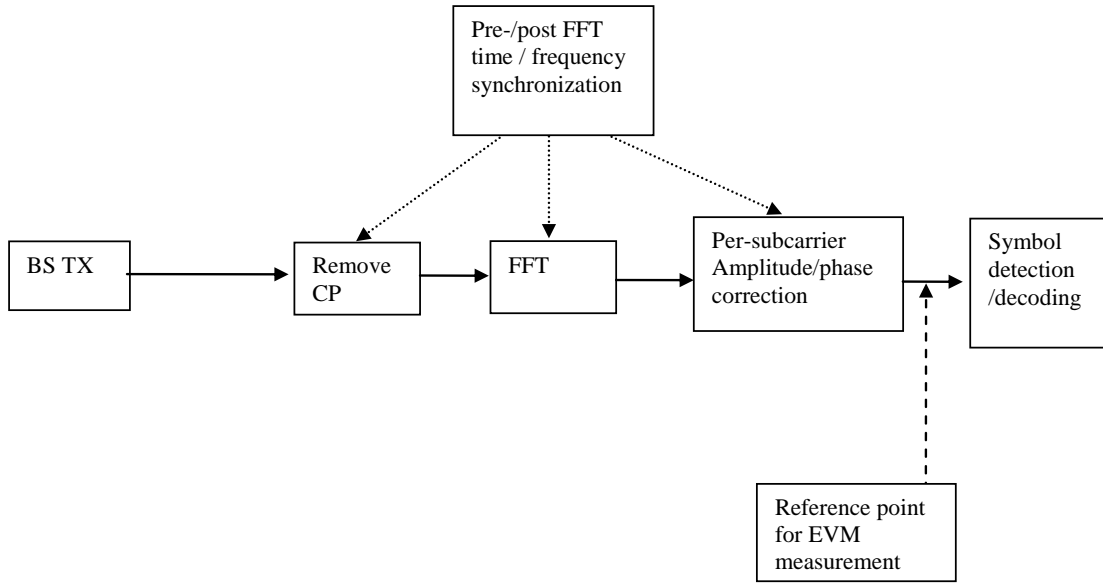 Pre-/post FFT
time / frequency
synchronization
BS TX
Remove
CP
FFT
Per-subcarrier
Amplitude/phase
correction
Symbol
detection
/decoding
Reference point
for EVM
measurement